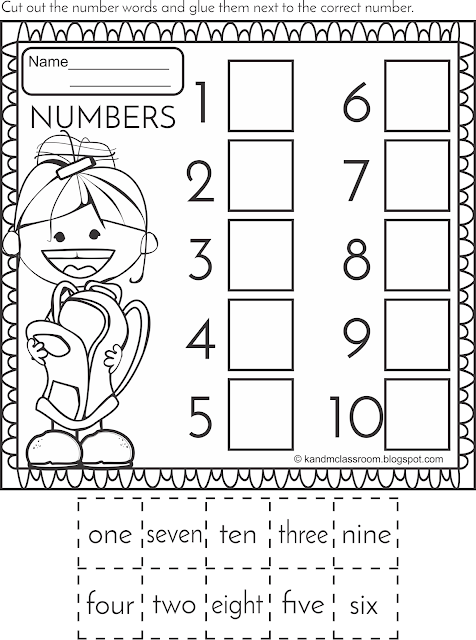 Cut out the number words and glue them next to the correct number.
Name
NUMBERS
1
2
3
4
5
6
7
8
9
10
© kandmclassroom.blogspot.com
one seven ten three nine
four two eight five six